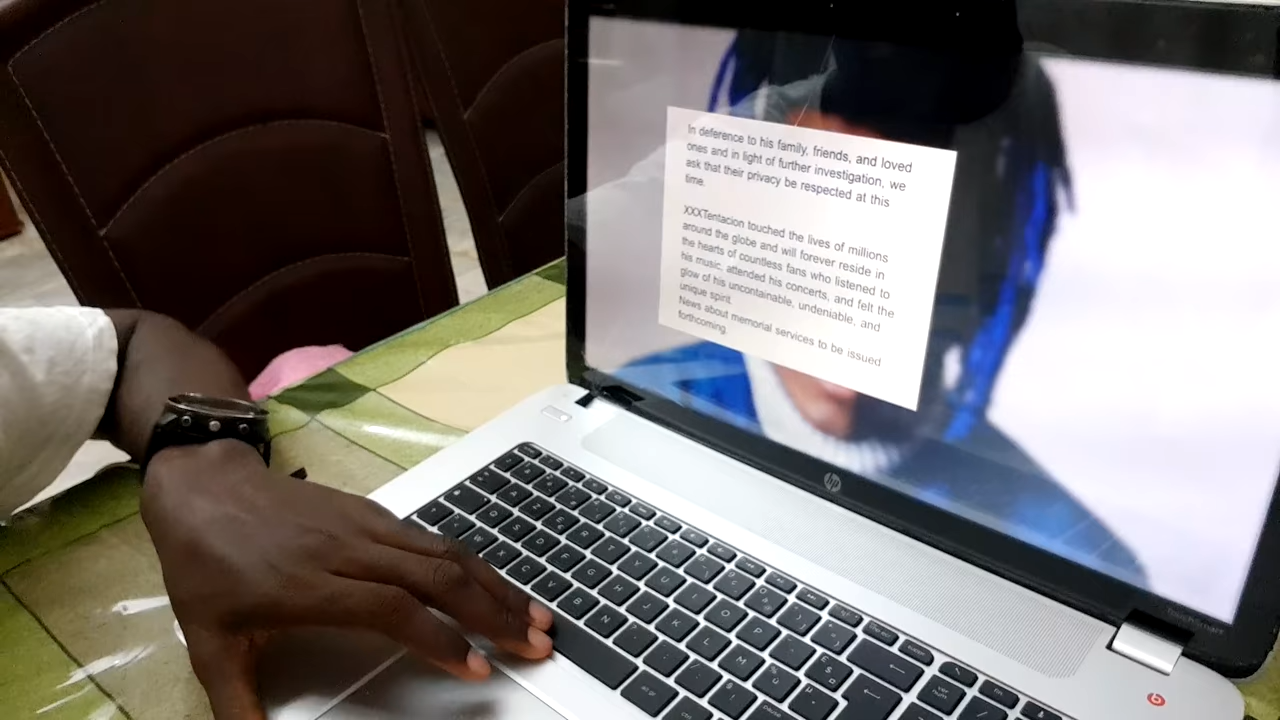 In deference to his family, friends, and loved
ones and in light of further investigation, we
ask that their privacy be respected at this
time.
XXXTentacion touched the lives of millions
around the globe and will forever reside in
the hearts of countless fans who listened to
his music, attended his concerts, and felt the
glow of his uncontainable, undeniable, and
unique spirit.
News about memorial services to be issued
forthcoming.
hp